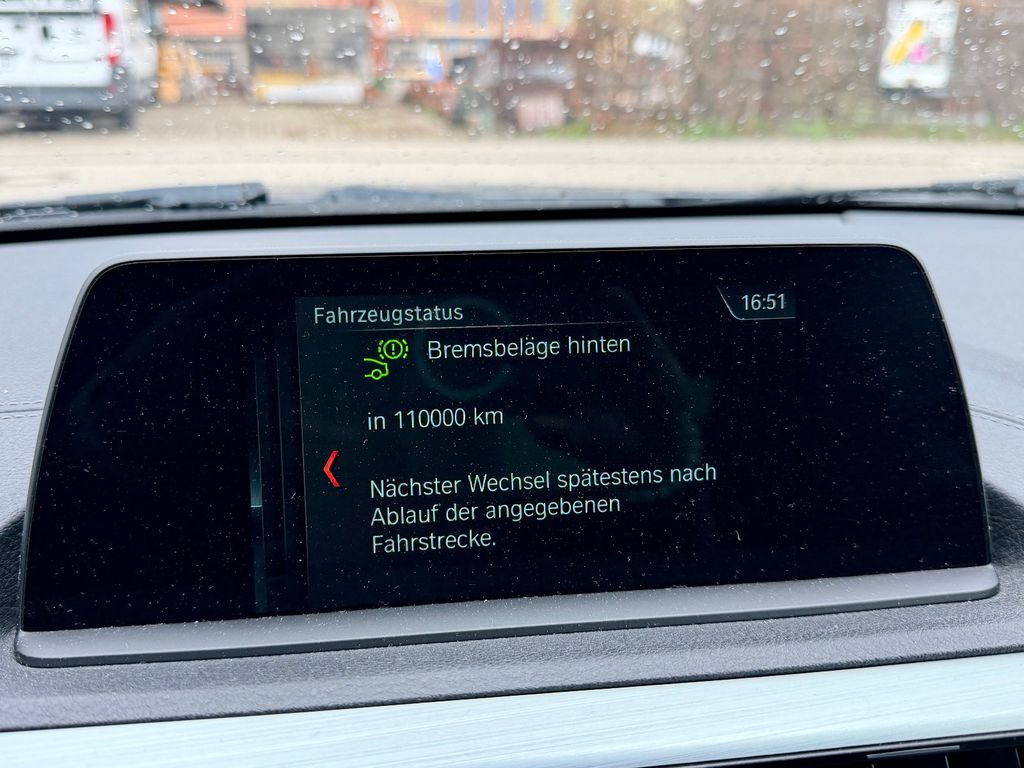 Fahrzeugstatus
16:51
Bremsbeläge hinten
in 110000 km
Nächster Wechsel spätestens nach
Ablauf der angegebenen
Fahrstrecke.